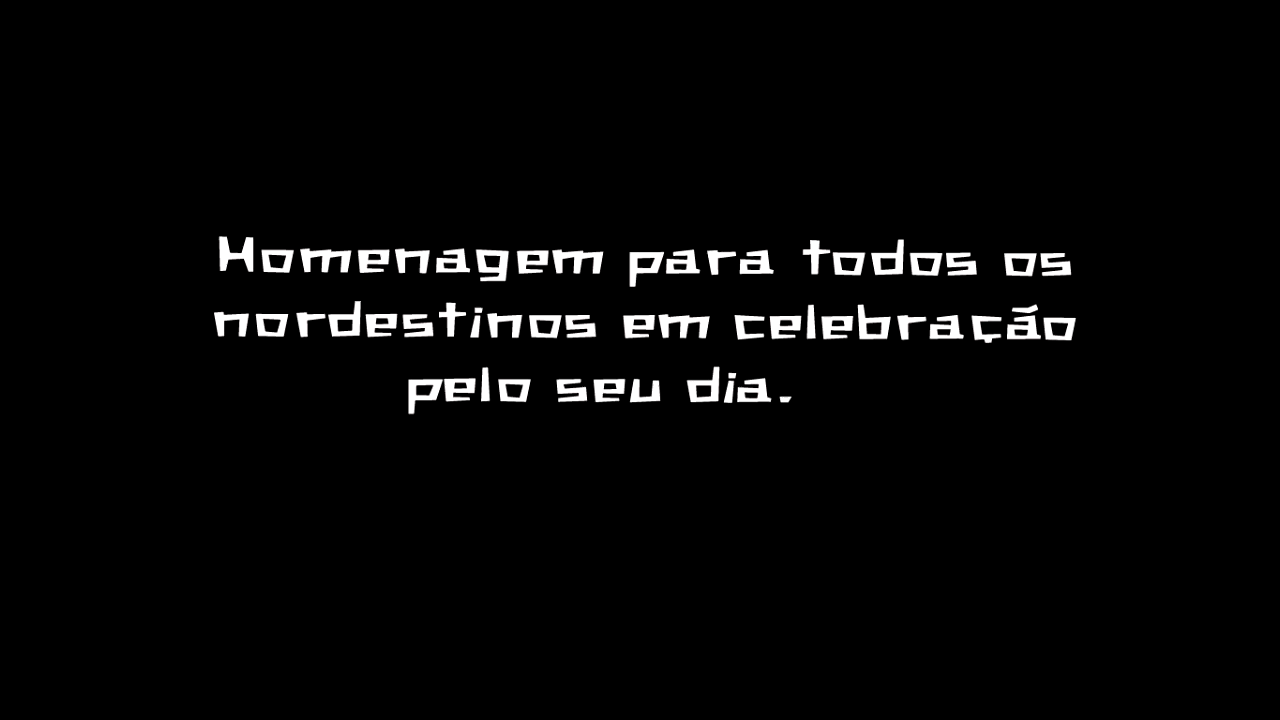 Homenagem para todos os
nordestinos em celebração
pelo seu dia.